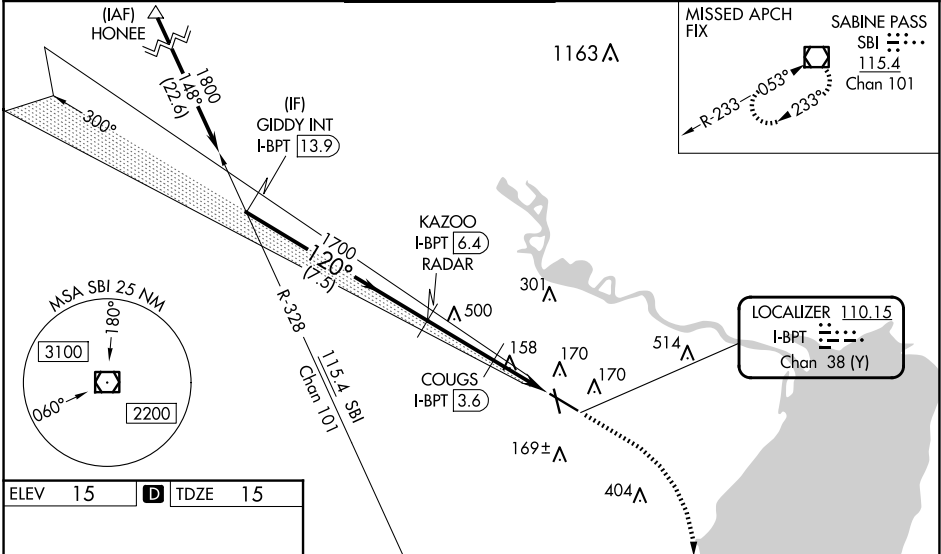 (IAF)
HONEE
1800
148°
(22.6)
300°
(IF)
GIDDY INT
I-BPT 13.9
1163
MISSED APCH
FIX
SABINE PASS
SBI
115.4
Chan 101
053°
233°
R-233
KAZOO
I-BPT 6.4
RADAR
1700
120°
(7.5)
R-328
115.4 SBI
Chan 101
500
301
158
170
170
514
COUGS
I-BPT 3.6
169±
404
LOCALIZER 110.15
I-BPT
Chan 38 (Y)
MSA SBI 25 NM
180°
3100
060°
2200
ELEV 15 D TDZE 15